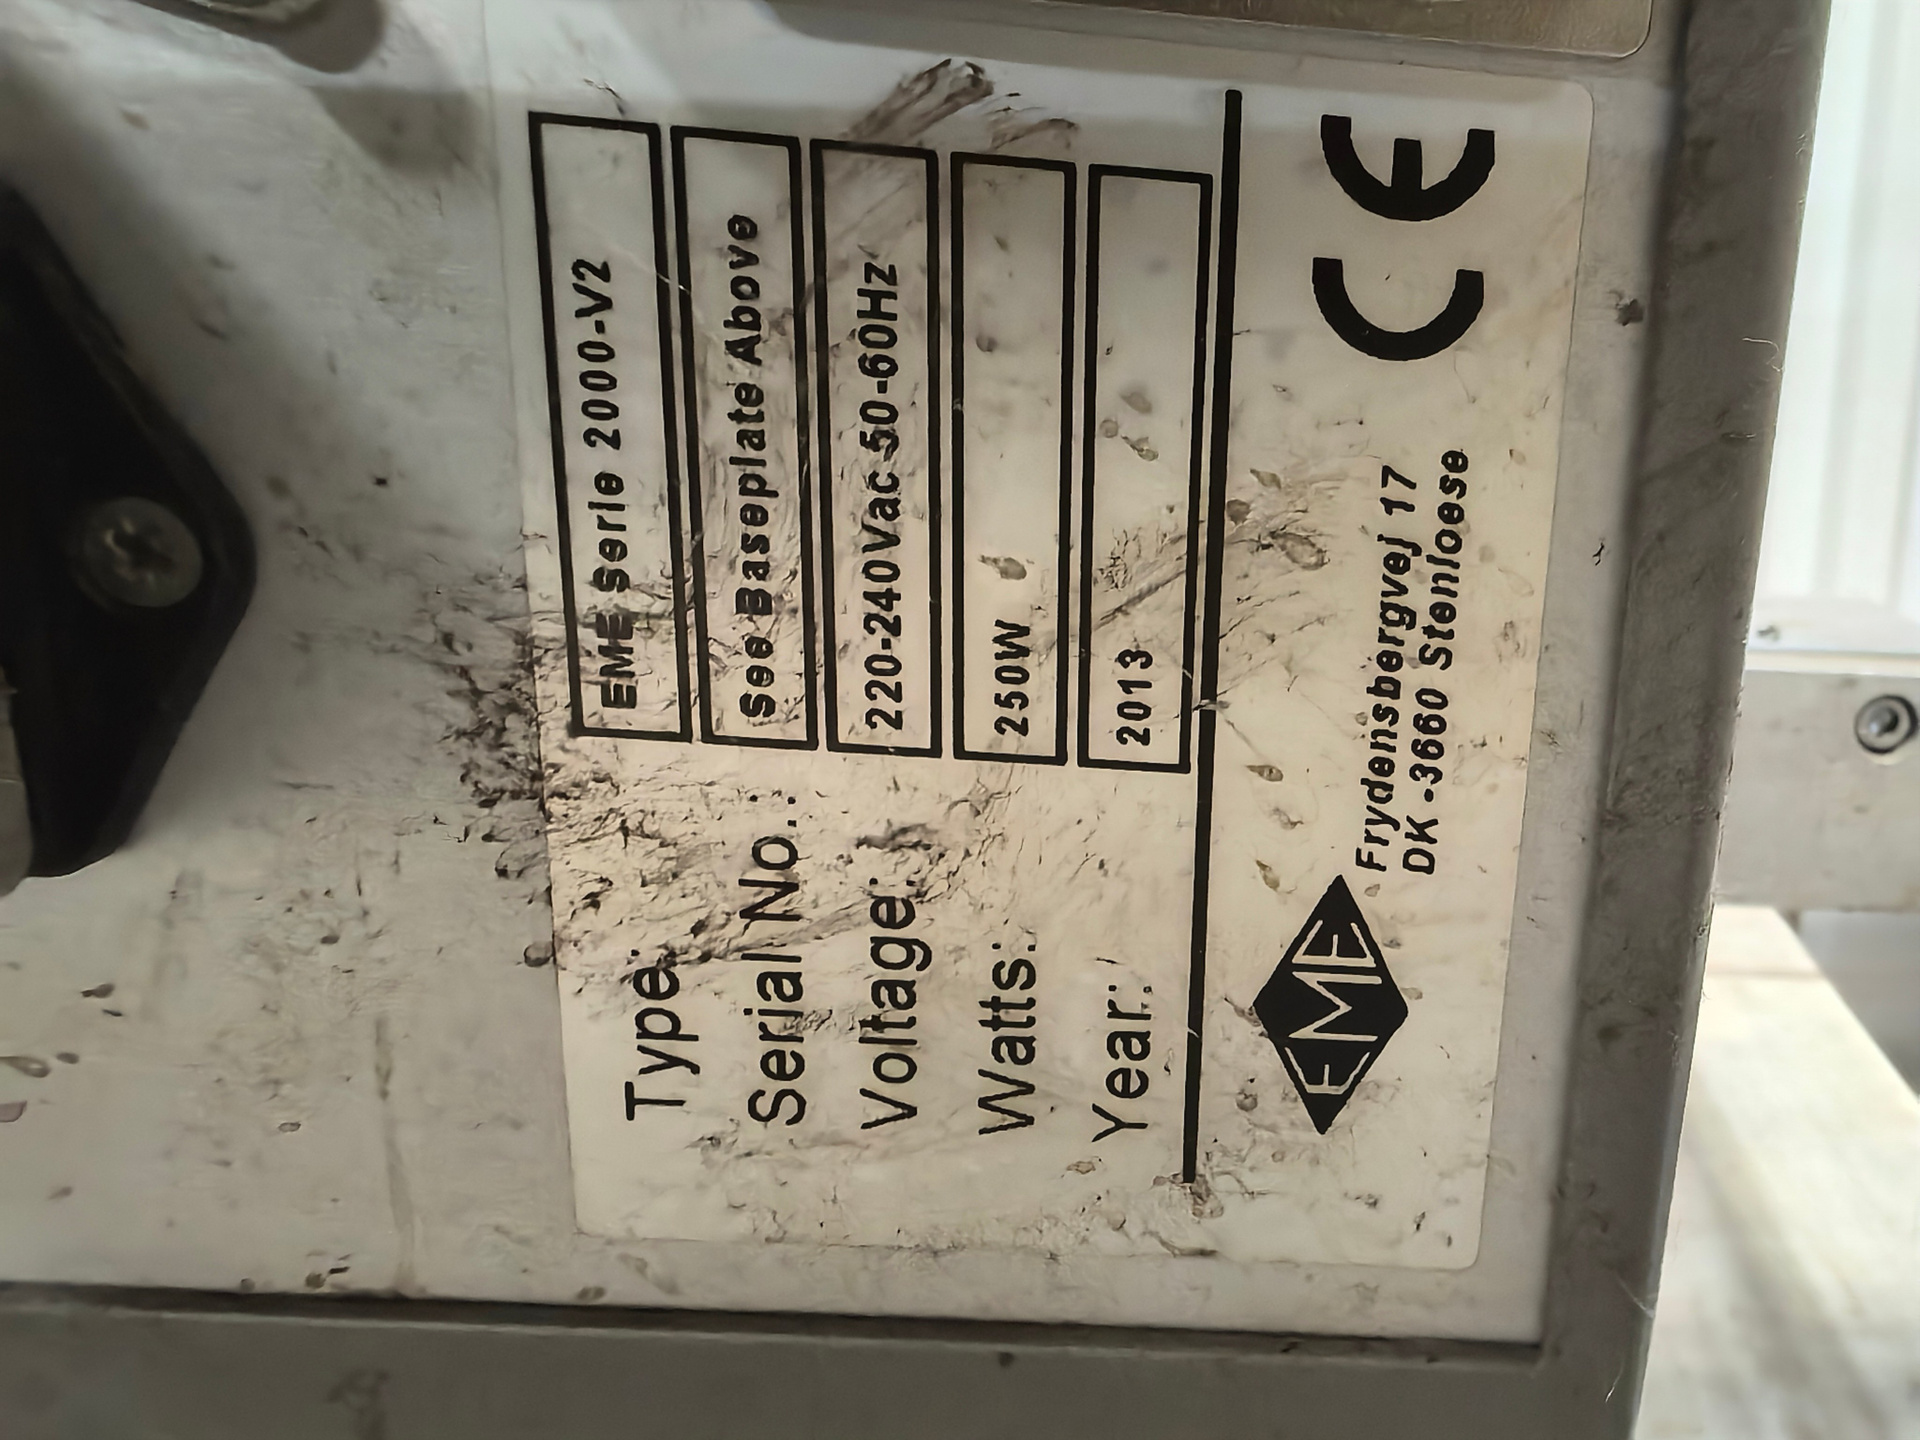 Type: EME Serie 2000-V2
Serial No.: See Baseplate Above
Voltage: 220-240Vac 50-60Hz
Watts: 250W
Year: 2013
EME
Frydensbergvej 17
DK-3660 Stenloese
CE